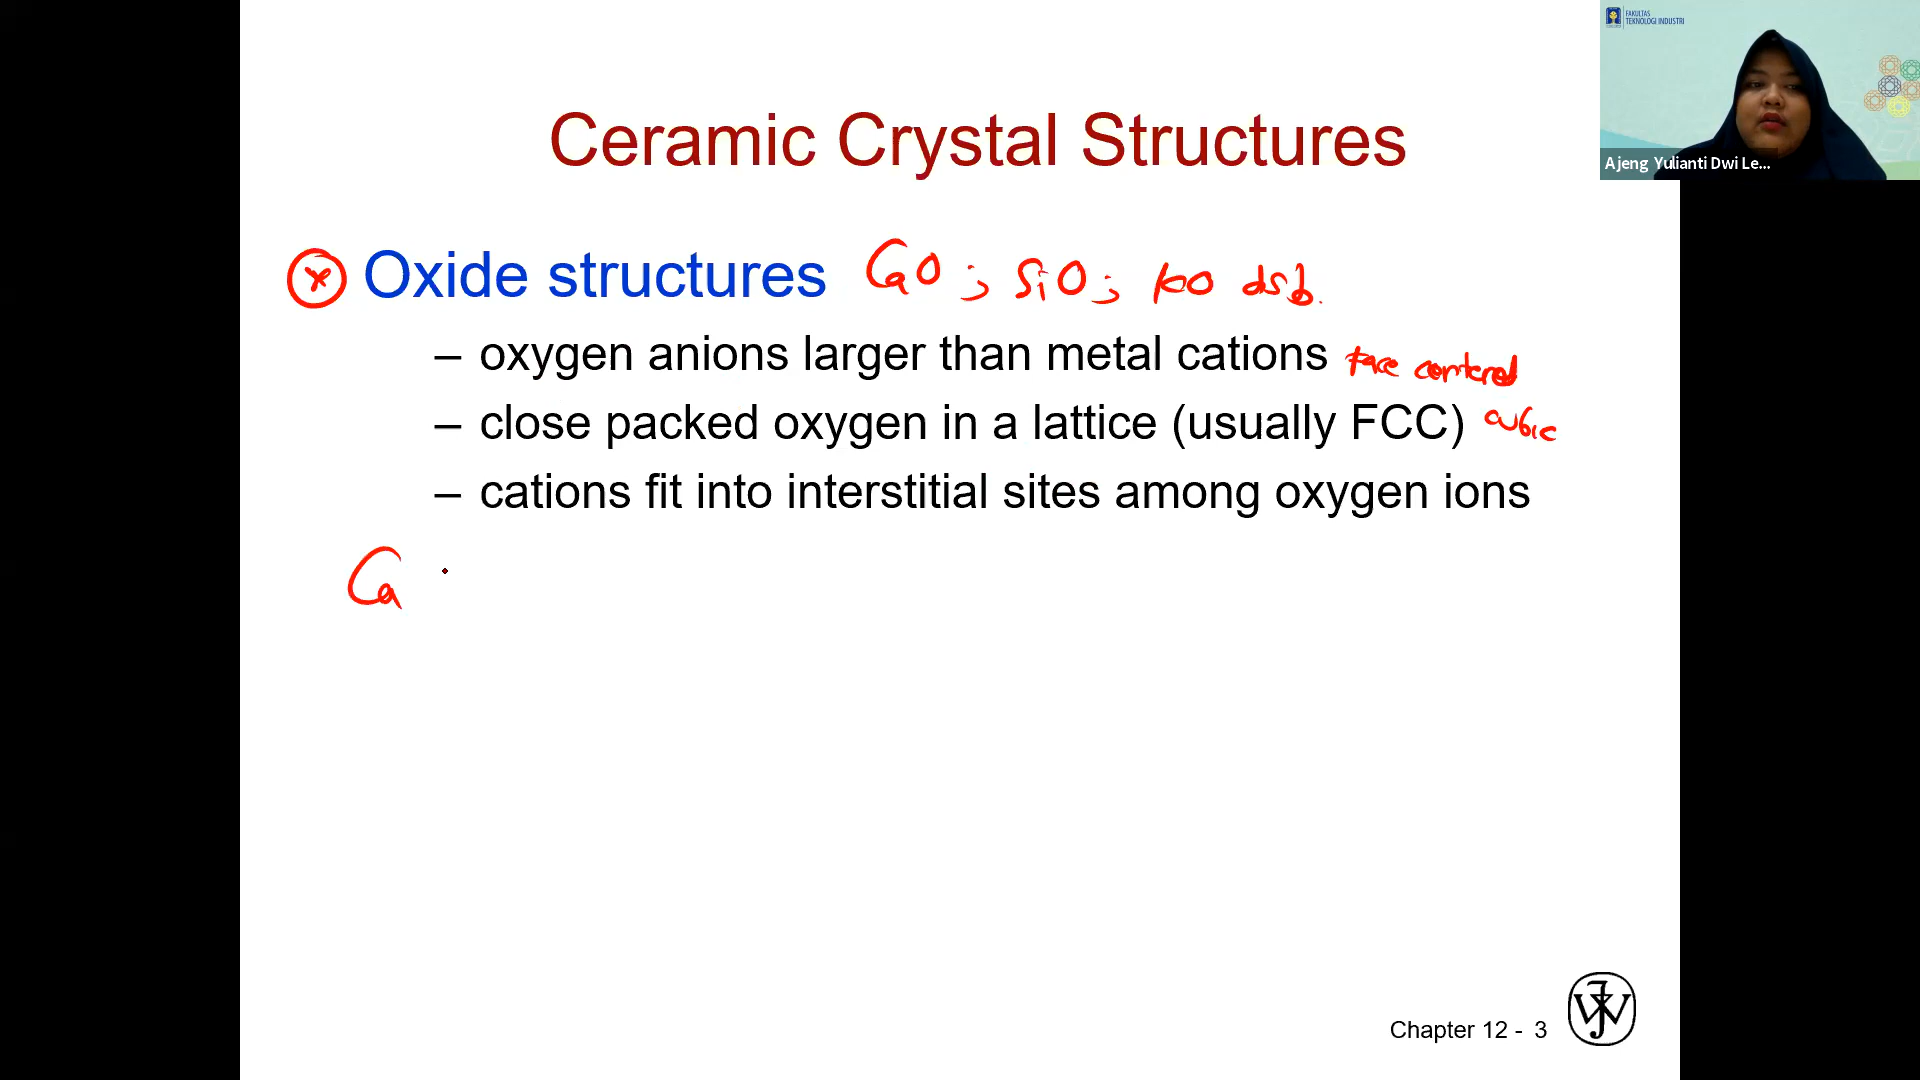 FAKULTAS
TEKNOLOGI INDUSTRI
Ajeng Yulianti Dwi Le...
Ceramic Crystal Structures
Oxide structures CaO ; SiO ; dsb.
– oxygen anions larger than metal cations face centered
– close packed oxygen in a lattice (usually FCC) cubic
– cations fit into interstitial sites among oxygen ions
Ca
Chapter 12 - 3